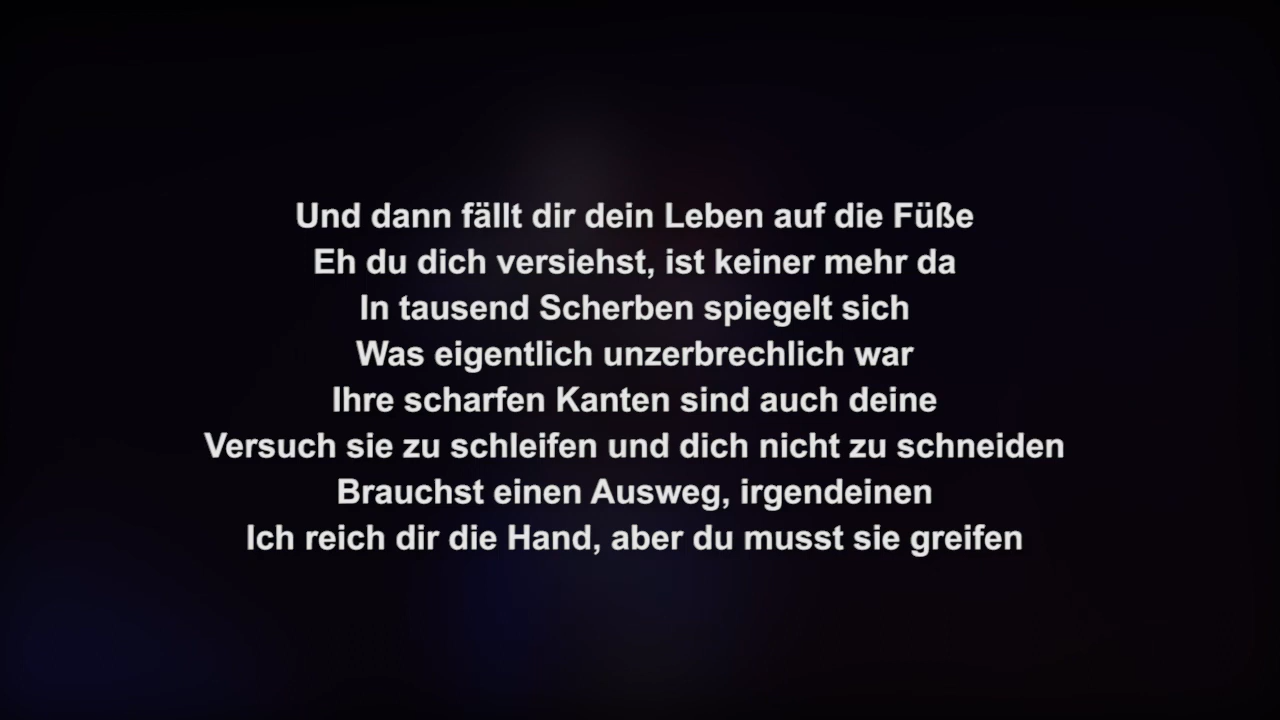 Und dann fällt dir dein Leben auf die Füße
Eh du dich versiehst, ist keiner mehr da
In tausend Scherben spiegelt sich
Was eigentlich unzerbrechlich war
Ihre scharfen Kanten sind auch deine
Versuch sie zu schleifen und dich nicht zu schneiden
Brauchst einen Ausweg, irgendeinen
Ich reich dir die Hand, aber du musst sie greifen